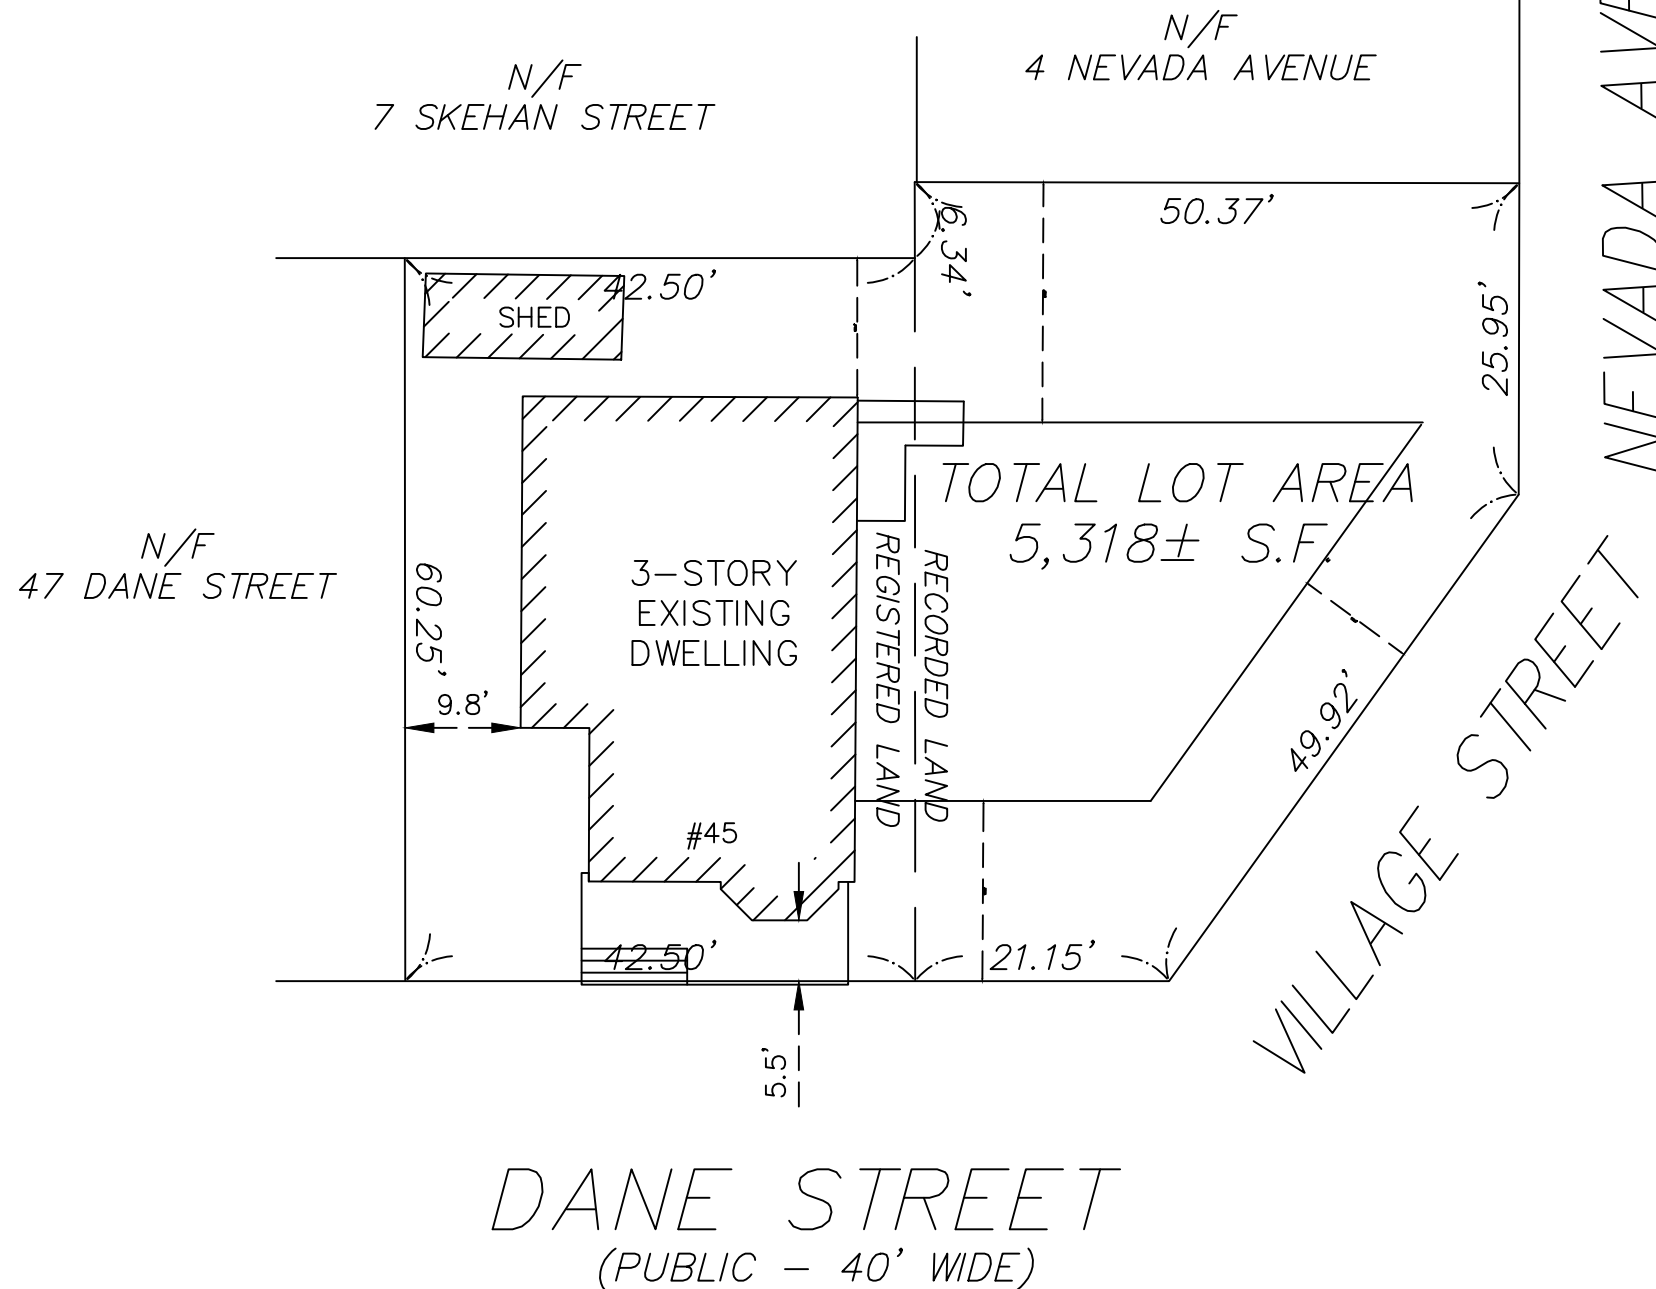 N/F
7 SKEHAN STREET
N/F
4 NEVADA AVENUE
50.37'
6.34'
42.50'
SHED
25.95'
NEVADA
TOTAL LOT AREA
5,318± S.F.
N/F
47 DANE STREET
60.25'
3-STORY
EXISTING
DWELLING
REGISTERED LAND
RECORDED LAND
9.8'
49.92'
#45
42.50'
21.15'
VILLAGE STREET
5.5'
DANE STREET
(PUBLIC - 40' WIDE)